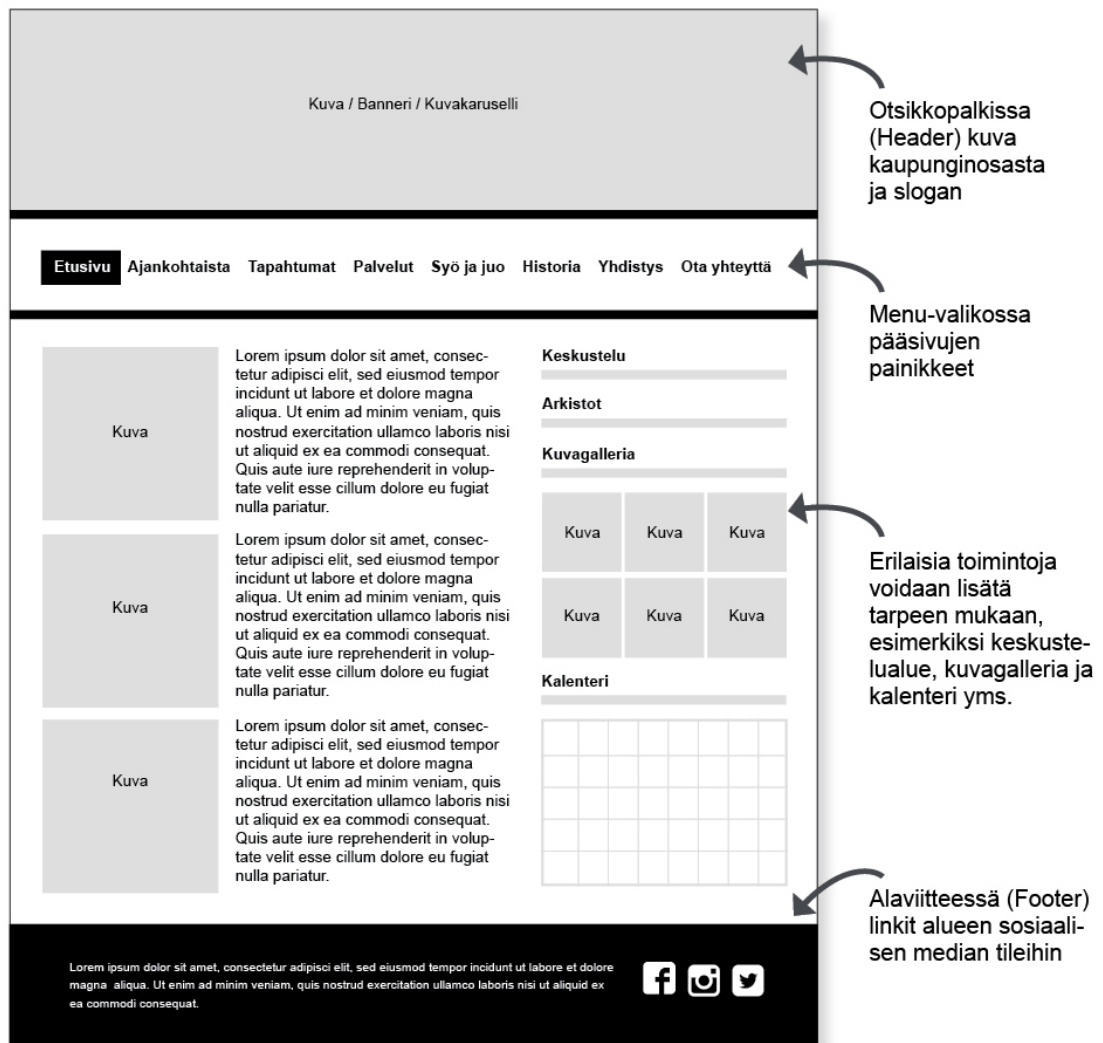 Kuva / Banneri / Kuvakaruselli
Otsikkopalkissa
(Header) kuva
kaupunginosasta
ja slogan
Etusivu Ajankohtaista Tapahtumat Palvelut Syö ja juo Historia Yhdistys Ota yhteyttä
Menu-valikossa
pääsivujen
painikkeet
Kuva
Lorem ipsum dolor sit amet, consec-
tetur adipisci elit, sed eiusmod tempor
incidunt ut labore et dolore magna
aliqua. Ut enim ad minim veniam, quis
nostrud exercitation ullamco laboris nisi
ut aliquid ex ea commodi consequat.
Quis aute iure reprehenderit in volup-
tate velit esse cillum dolore eu fugiat
nulla pariatur.
Kuva
Lorem ipsum dolor sit amet, consec-
tetur adipisci elit, sed eiusmod tempor
incidunt ut labore et dolore magna
aliqua. Ut enim ad minim veniam, quis
nostrud exercitation ullamco laboris nisi
ut aliquid ex ea commodi consequat.
Quis aute iure reprehenderit in volup-
tate velit esse cillum dolore eu fugiat
nulla pariatur.
Kuva
Lorem ipsum dolor sit amet, consec-
tetur adipisci elit, sed eiusmod tempor
incidunt ut labore et dolore magna
aliqua. Ut enim ad minim veniam, quis
nostrud exercitation ullamco laboris nisi
ut aliquid ex ea commodi consequat.
Quis aute iure reprehenderit in volup-
tate velit esse cillum dolore eu fugiat
nulla pariatur.
Keskustelu
Arkistot
Kuvagalleria
Kuva Kuva Kuva
Kuva Kuva Kuva
Kalenteri
Erilaisia toimintoja
voidaan lisätä
tarpeen mukaan,
esimerkiksi keskuste-
lualue, kuvagalleria ja
kalenteri yms.
Alaviitteessä (Footer)
linkit alueen sosiaali-
sen median tileihin
Lorem ipsum dolor sit amet, consectetur adipisci elit, sed eiusmod tempor incidunt ut labore et dolore
magna aliqua. Ut enim ad minim veniam, quis nostrud exercitation ullamco laboris nisi ut aliquid ex
ea commodi consequat.